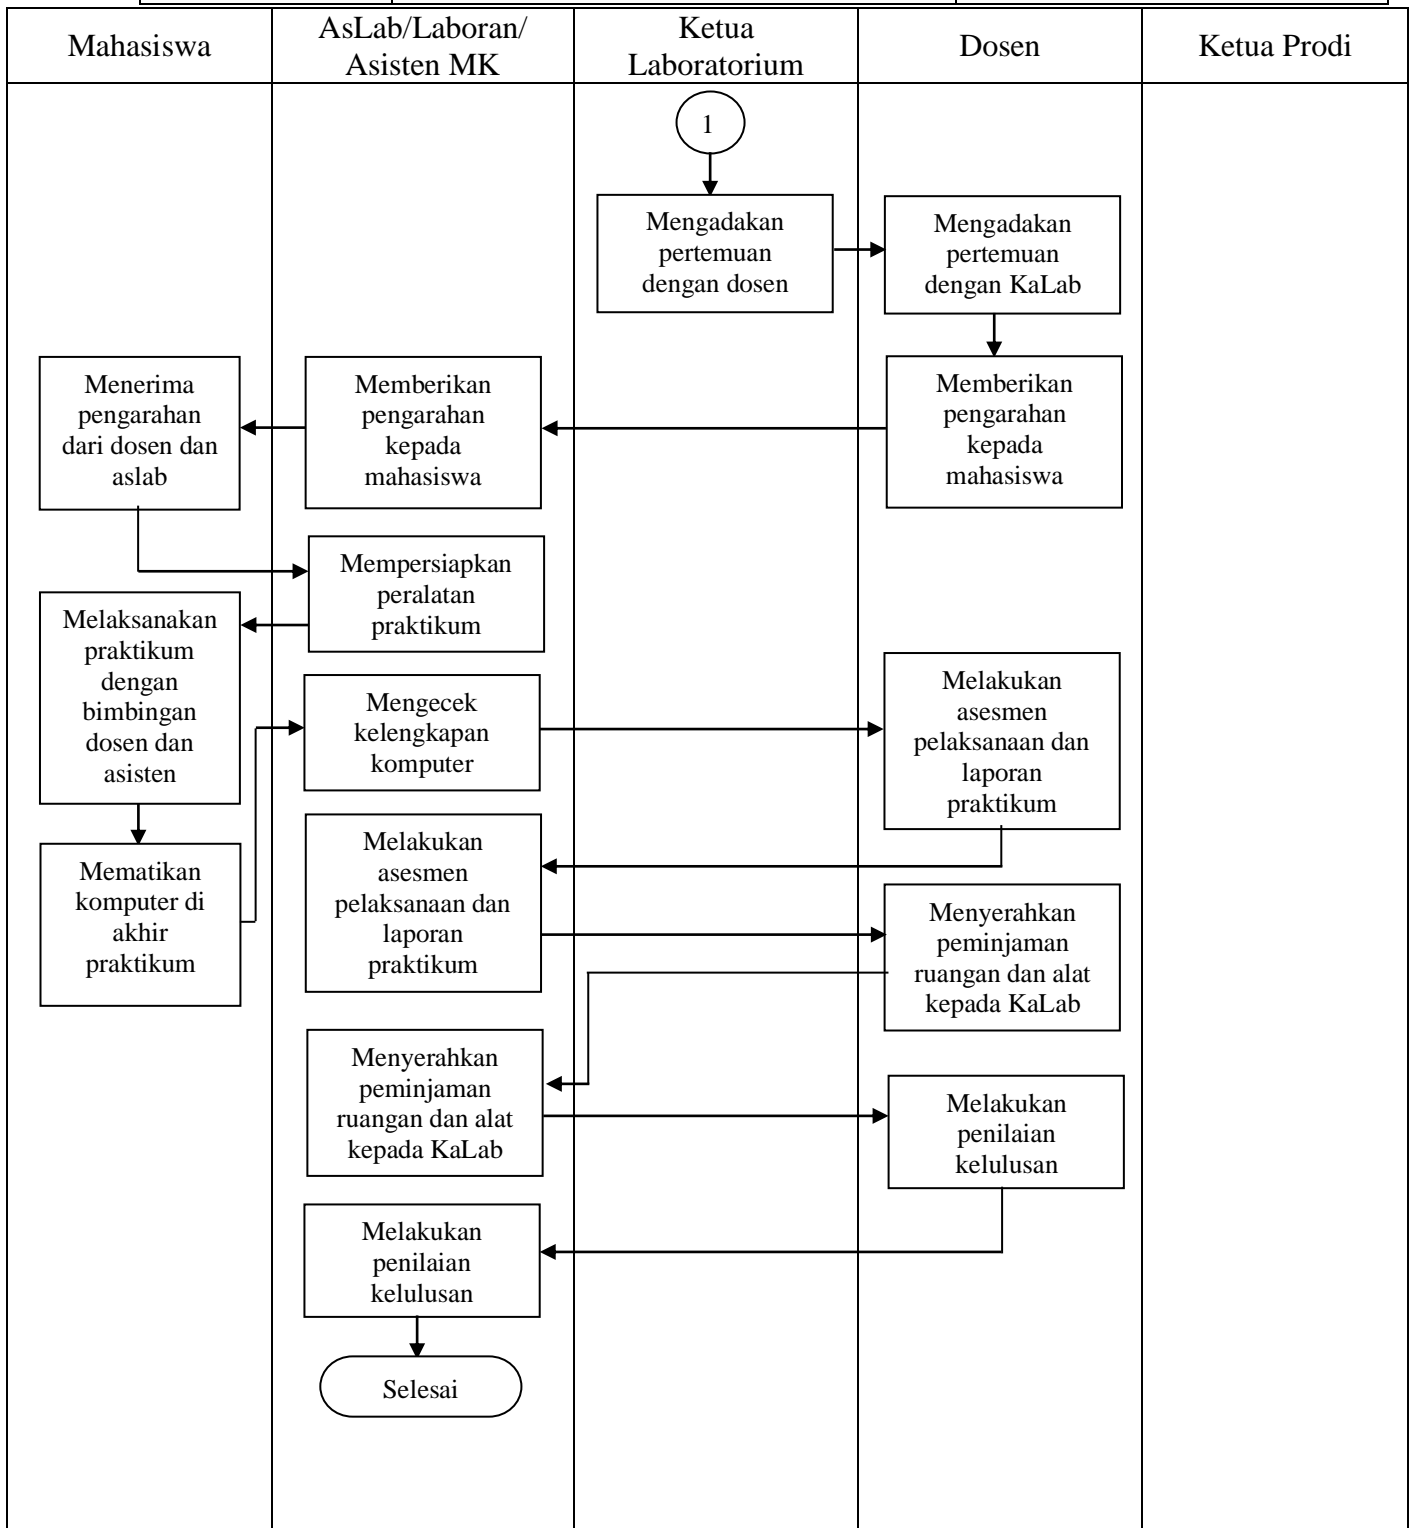 Mahasiswa
AsLab/Laboran/
Asisten MK
Ketua
Laboratorium
Dosen
Ketua Prodi
1
Mengadakan
pertemuan
dengan dosen
Mengadakan
pertemuan
dengan KaLab
Menerima
pengarahan
dari dosen dan
aslab
Memberikan
pengarahan
kepada
mahasiswa
Memberikan
pengarahan
kepada
mahasiswa
Mempersiapkan
peralatan
praktikum
Melaksanakan
praktikum
dengan
bimbingan
dosen dan
asisten
Mengecek
kelengkapan
komputer
Melakukan
asesmen
pelaksanaan dan
laporan
praktikum
Mematikan
komputer di
akhir
praktikum
Melakukan
asesmen
pelaksanaan dan
laporan
praktikum
Menyerahkan
peminjaman
ruangan dan alat
kepada KaLab
Menyerahkan
peminjaman
ruangan dan alat
kepada KaLab
Melakukan
penilaian
kelulusan
Melakukan
penilaian
kelulusan
Selesai